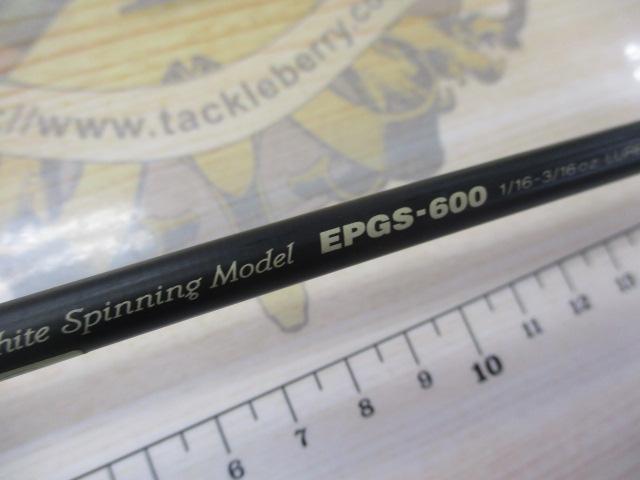 www.tackleberry.co
hite Spinning Model EPGS-600 1/16-3/16oz LURE
6 7 8 9 10 11 12 13